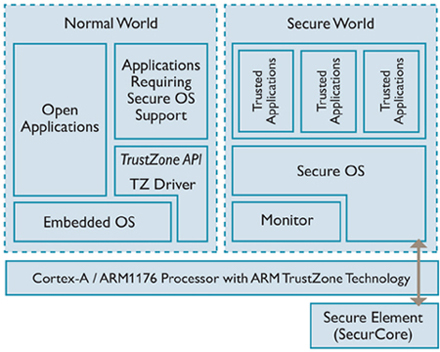 Normal World
Open
Applications
Applications
Requiring
Secure OS
Support
TrustZone API
TZ Driver
Embedded OS
Secure World
Trusted
Applications
Trusted
Applications
Trusted
Applications
Secure OS
Monitor
Cortex-A / ARM1176 Processor with ARM TrustZone Technology
Secure Element
(SecurCore)